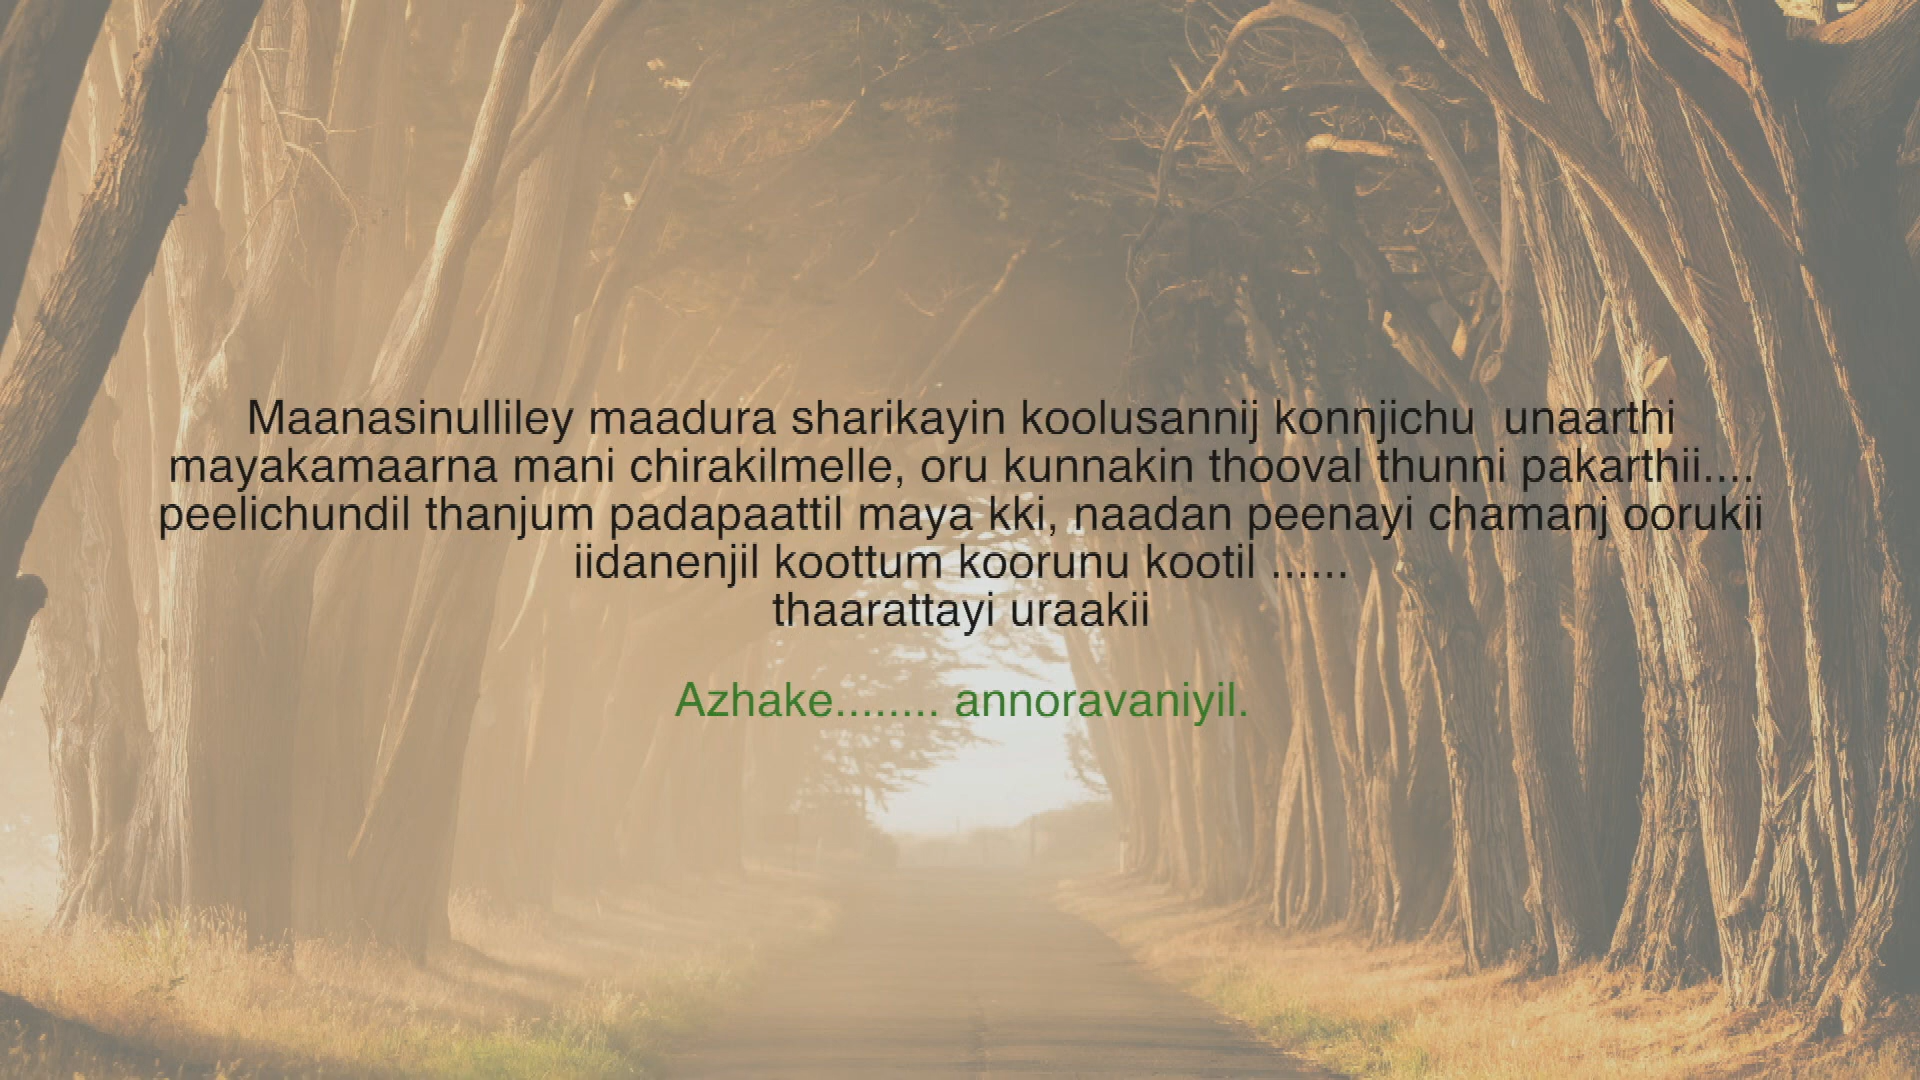 Maanasinulliley maadura sharikayin koolusannij konnjichu  unaarthi
mayakamaarna mani chirakilmelle, oru kunnakin thooval thunni pakarthii....
peelichundil thanjum padapaattil maya kki, naadan peenayi chamanj oorukii
iidanenjil koottum koorunu kootil ......
thaarattayi uraakii
Azhake........ annoravaniyil.